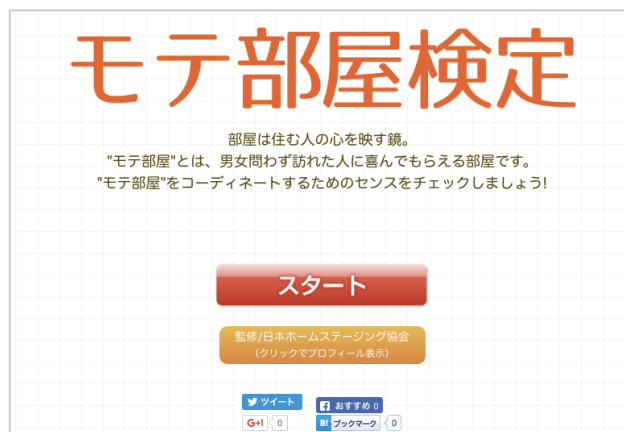 モテ部屋検定
部屋は住む人の心を映す鏡。
"モテ部屋"とは、男女問わず訪れた人に喜んでもらえる部屋です。
"モテ部屋"をコーディネートするためのセンスをチェックしましょう!
スタート
監修/日本ホームステージング協会
(クリックでプロフィール表示)
ツイート
おすすめ 0
G+1 0
B! ブックマーク 0